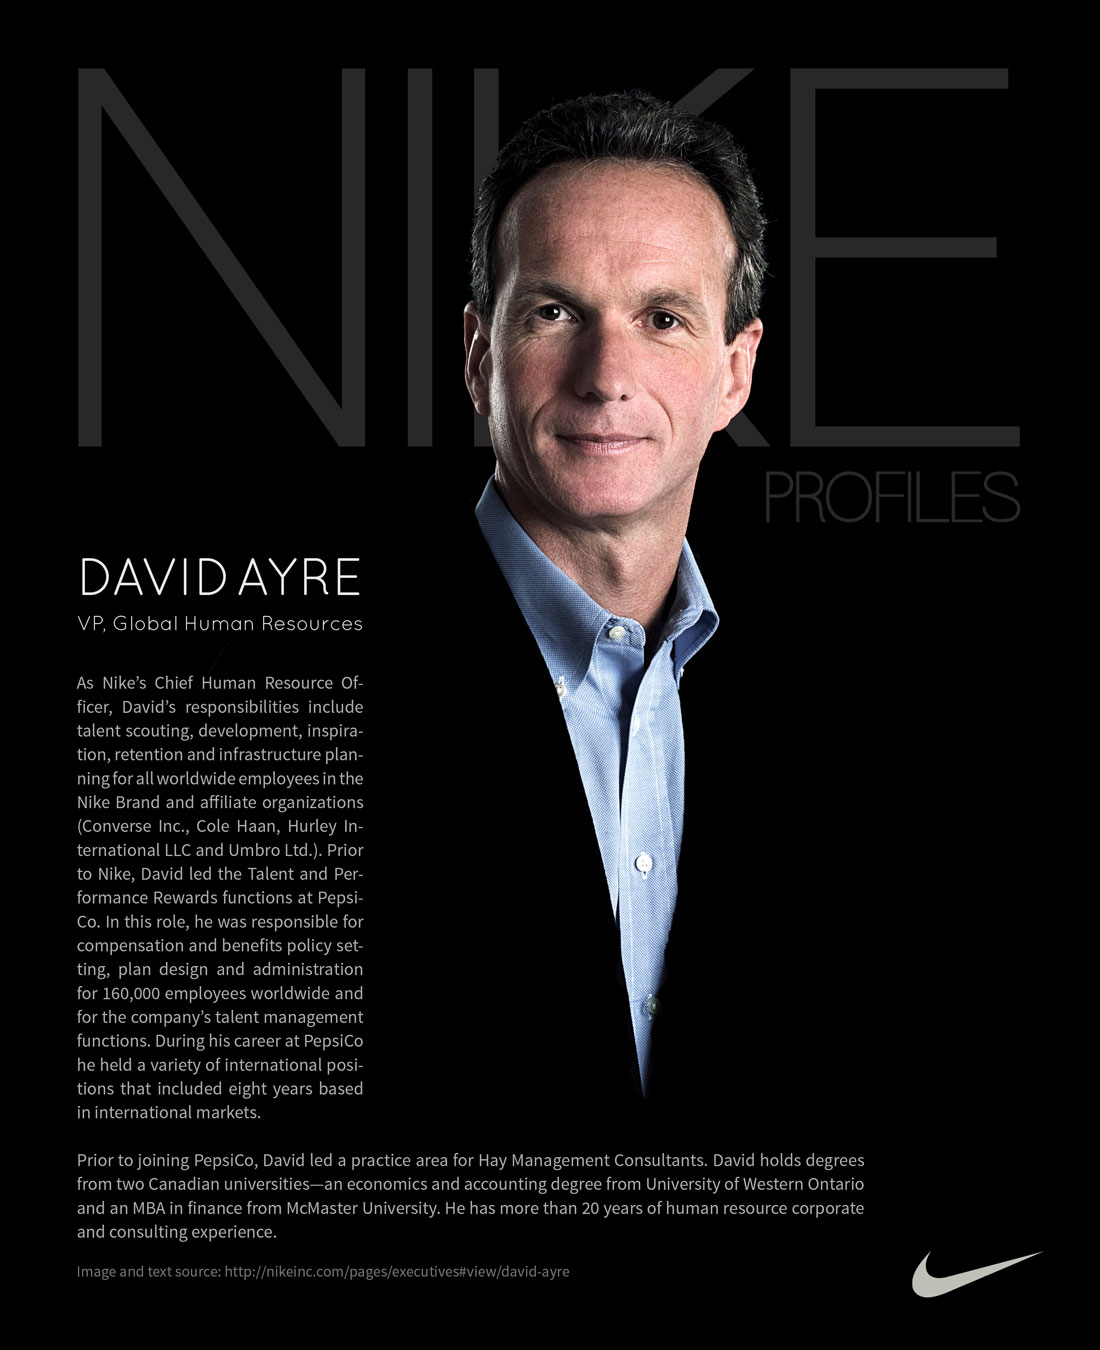 NIKE
PROFILES
DAVID AYRE
VP, Global Human Resources
As Nike’s Chief Human Resource Of-
ficer, David’s responsibilities include
talent scouting, development, inspira-
tion, retention and infrastructure plan-
ning for all worldwide employees in the
Nike Brand and affiliate organizations
(Converse Inc., Cole Haan, Hurley In-
ternational LLC and Umbro Ltd.). Prior
to Nike, David led the Talent and Per-
formance Rewards functions at Pepsi-
Co. In this role, he was responsible for
compensation and benefits policy set-
ting, plan design and administration
for 160,000 employees worldwide and
for the company’s talent management
functions. During his career at PepsiCo
he held a variety of international posi-
tions that included eight years based
in international markets.
Prior to joining PepsiCo, David led a practice area for Hay Management Consultants. David holds degrees
from two Canadian universities—an economics and accounting degree from University of Western Ontario
and an MBA in finance from McMaster University. He has more than 20 years of human resource corporate
and consulting experience.
Image and text source: http://nikeinc.com/pages/executives#view/david-ayre